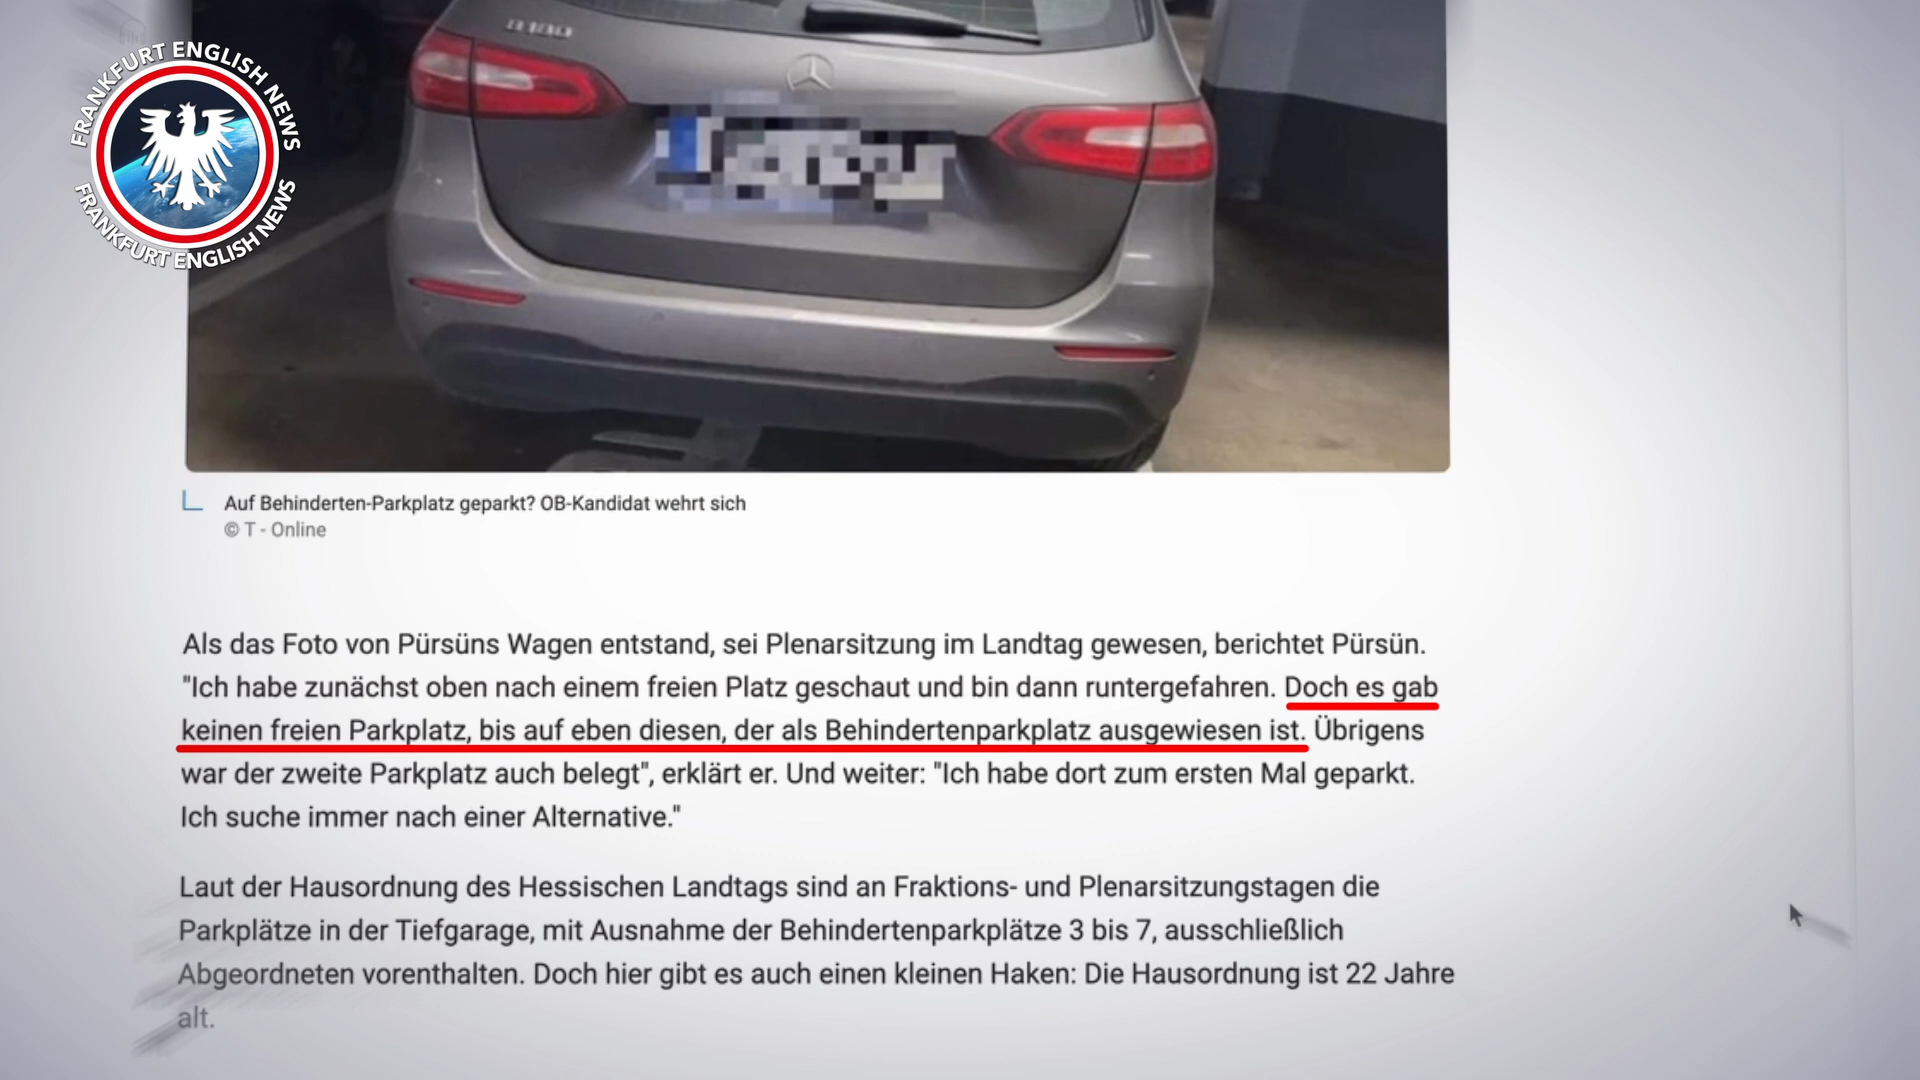 FRANKFURT ENGLISH NEWS
FRANKFURT ENGLISH NEWS
Auf Behinderten-Parkplatz geparkt? OB-Kandidat wehrt sich
© T - Online
Als das Foto von Pürsüns Wagen entstand, sei Plenarsitzung im Landtag gewesen, berichtet Pürsün.
"Ich habe zunächst oben nach einem freien Platz geschaut und bin dann runtergefahren. Doch es gab
keinen freien Parkplatz, bis auf eben diesen, der als Behindertenparkplatz ausgewiesen ist. Übrigens
war der zweite Parkplatz auch belegt", erklärt er. Und weiter: "Ich habe dort zum ersten Mal geparkt.
Ich suche immer nach einer Alternative."
Laut der Hausordnung des Hessischen Landtags sind an Fraktions- und Plenarsitzungstagen die
Parkplätze in der Tiefgarage, mit Ausnahme der Behindertenparkplätze 3 bis 7, ausschließlich
Abgeordneten vorenthalten. Doch hier gibt es auch einen kleinen Haken: Die Hausordnung ist 22 Jahre
alt.